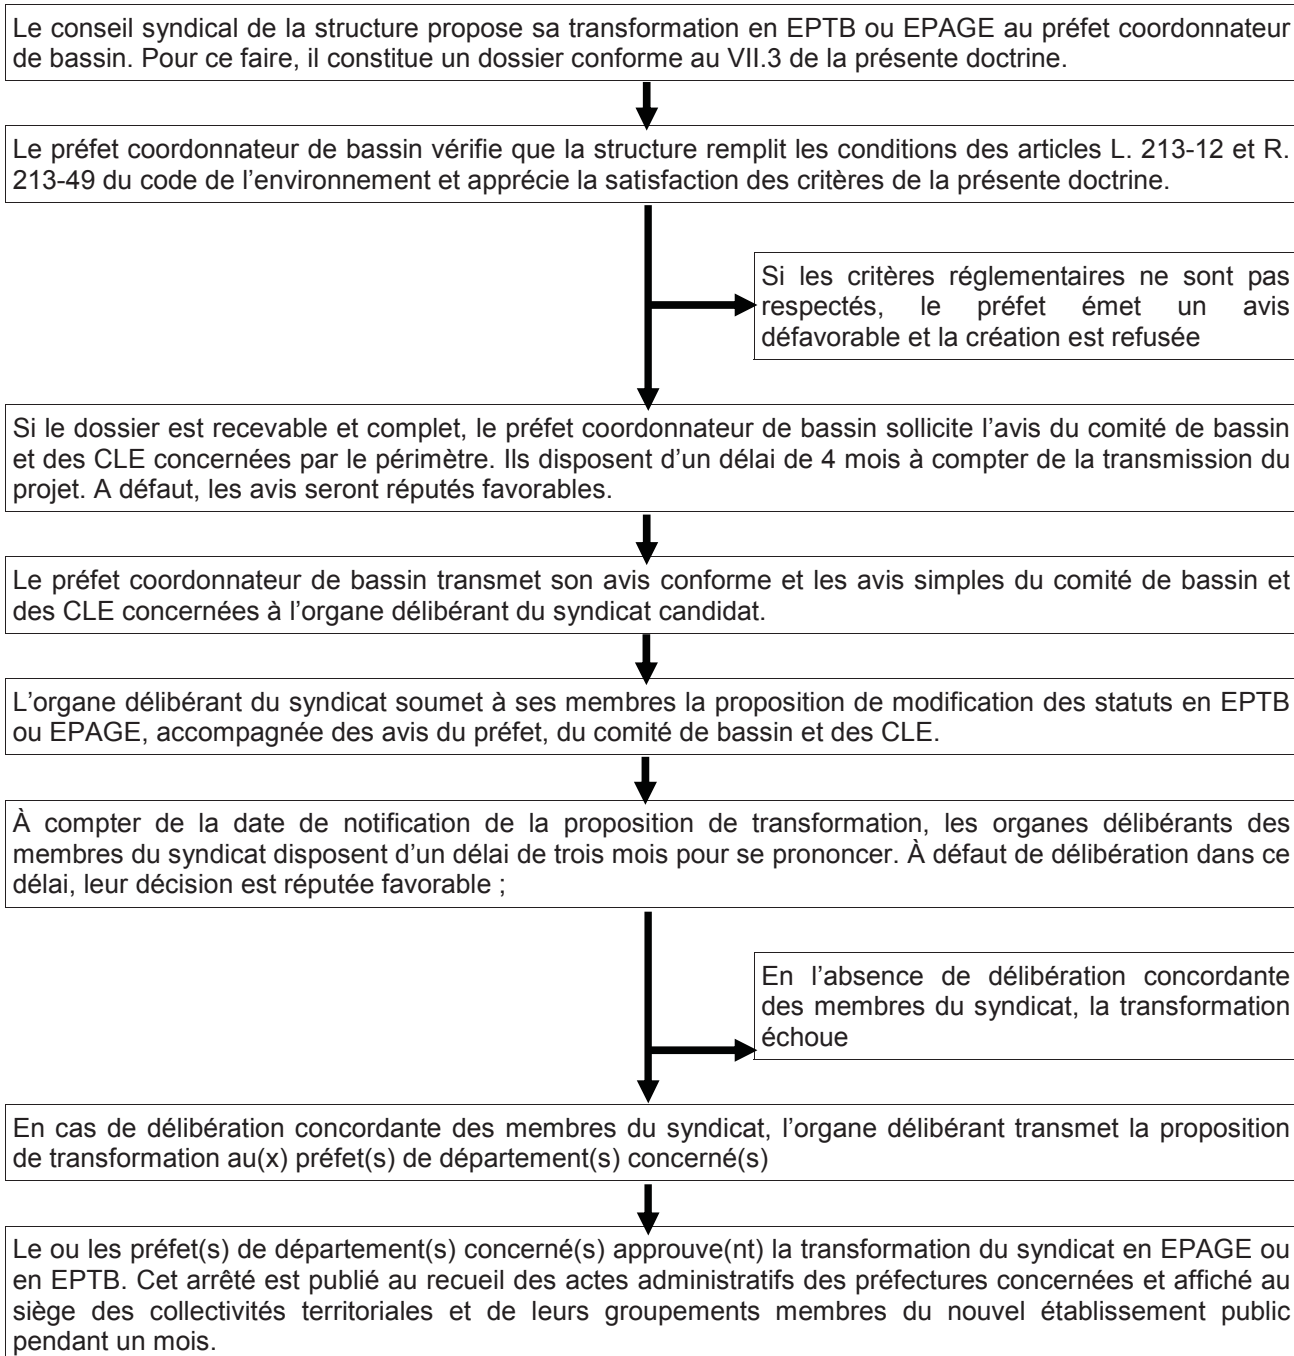 Le conseil syndical de la structure propose sa transformation en EPTB ou EPAGE au préfet coordonnateur
de bassin. Pour ce faire, il constitue un dossier conforme au VII.3 de la présente doctrine.
Le préfet coordonnateur de bassin vérifie que la structure remplit les conditions des articles L. 213-12 et R.
213-49 du code de l’environnement et apprécie la satisfaction des critères de la présente doctrine.
Si les critères réglementaires ne sont pas
respectés, le préfet émet un avis
défavorable et la création est refusée
Si le dossier est recevable et complet, le préfet coordonnateur de bassin sollicite l’avis du comité de bassin
et des CLE concernées par le périmètre. Ils disposent d’un délai de 4 mois à compter de la transmission du
projet. A défaut, les avis seront réputés favorables.
Le préfet coordonnateur de bassin transmet son avis conforme et les avis simples du comité de bassin et
des CLE concernées à l’organe délibérant du syndicat candidat.
L’organe délibérant du syndicat soumet à ses membres la proposition de modification des statuts en EPTB
ou EPAGE, accompagnée des avis du préfet, du comité de bassin et des CLE.
À compter de la date de notification de la proposition de transformation, les organes délibérants des
membres du syndicat disposent d’un délai de trois mois pour se prononcer. À défaut de délibération dans ce
délai, leur décision est réputée favorable ;
En l’absence de délibération concordante
des membres du syndicat, la transformation
échoue
En cas de délibération concordante des membres du syndicat, l’organe délibérant transmet la proposition
de transformation au(x) préfet(s) de département(s) concerné(s)
Le ou les préfet(s) de département(s) concerné(s) approuve(nt) la transformation du syndicat en EPAGE ou
en EPTB. Cet arrêté est publié au recueil des actes administratifs des préfectures concernées et affiché au
siège des collectivités territoriales et de leurs groupements membres du nouvel établissement public
pendant un mois.